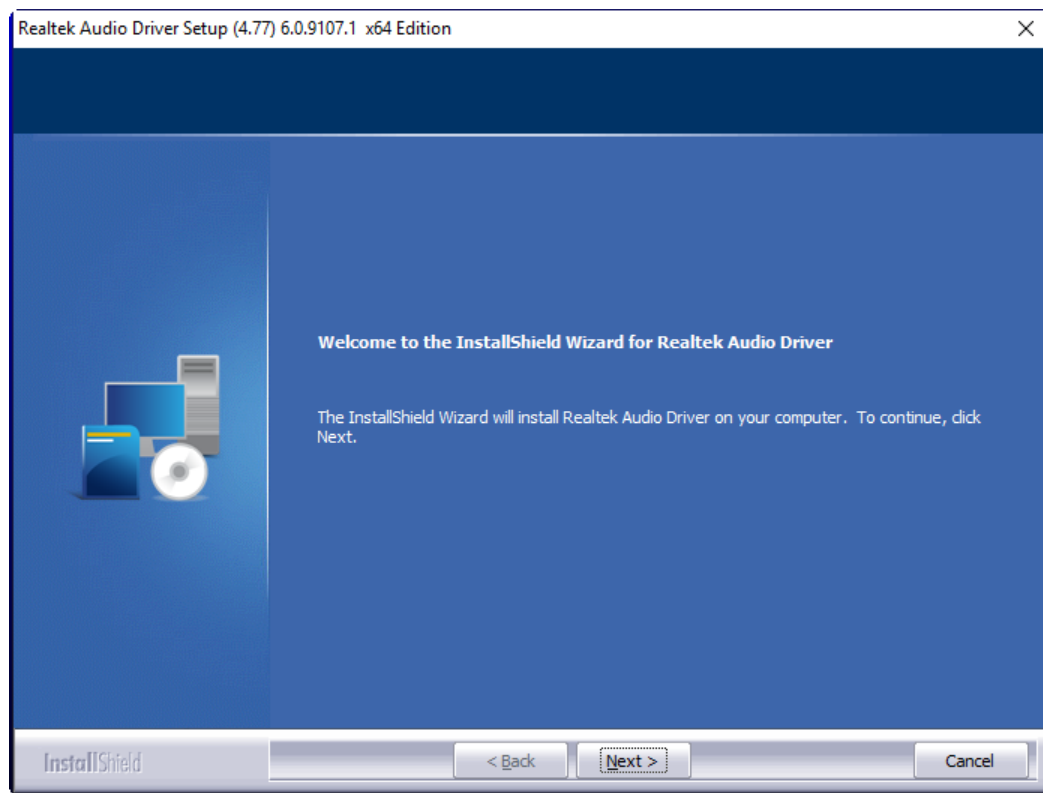 Realtek Audio Driver Setup (4.77) 6.0.9107.1 x64 Edition
Welcome to the InstallShield Wizard for Realtek Audio Driver
The InstallShield Wizard will install Realtek Audio Driver on your computer. To continue, click
Next.
InstallShield
< Back
Next >
Cancel